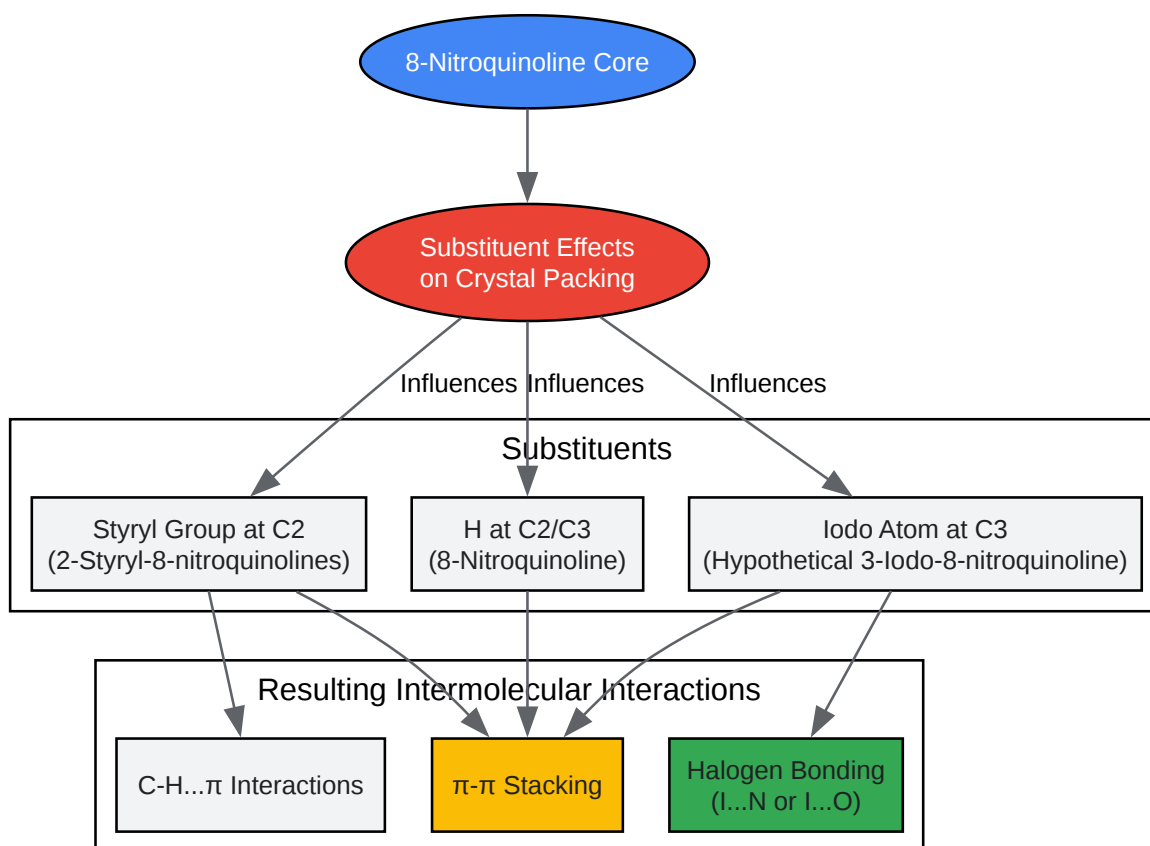 8-Nitroquinoline Core
Substituent Effects
on Crystal Packing
Influences
Influences
Influences
Substituents
Styryl Group at C2
(2-Styryl-8-nitroquinolines)
H at C2/C3
(8-Nitroquinoline)
Iodo Atom at C3
(Hypothetical 3-Iodo-8-nitroquinoline)
Resulting Intermolecular Interactions
C-H...π Interactions
π-π Stacking
Halogen Bonding
(I...N or I...O)